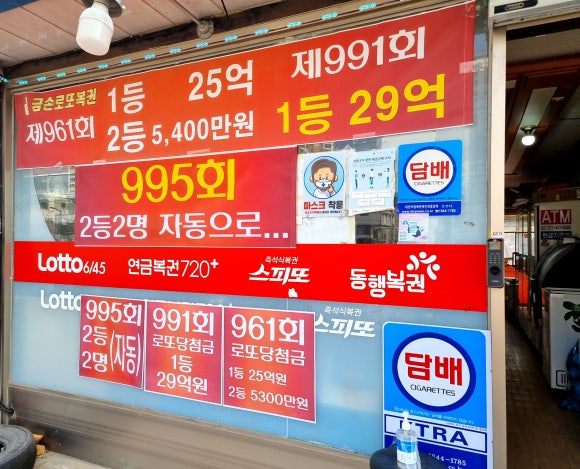 금손로또복권
제961회
1등 25억
2등 5,400만원
제991회
1등 29억
995회
2등2명 자동으로...
마스크 착용
담배
CIGARETTES
ATM
Lotto6/45
연금복권720+
즉석식복권
스피또
동행복권
Lotto
즉석식복권
스피또
995회
2등
2명(자동)
991회
로또당첨금
1등
29억원
961회
로또당첨금
1등 25억원
2등 5300만원
담배
CIGARETTES